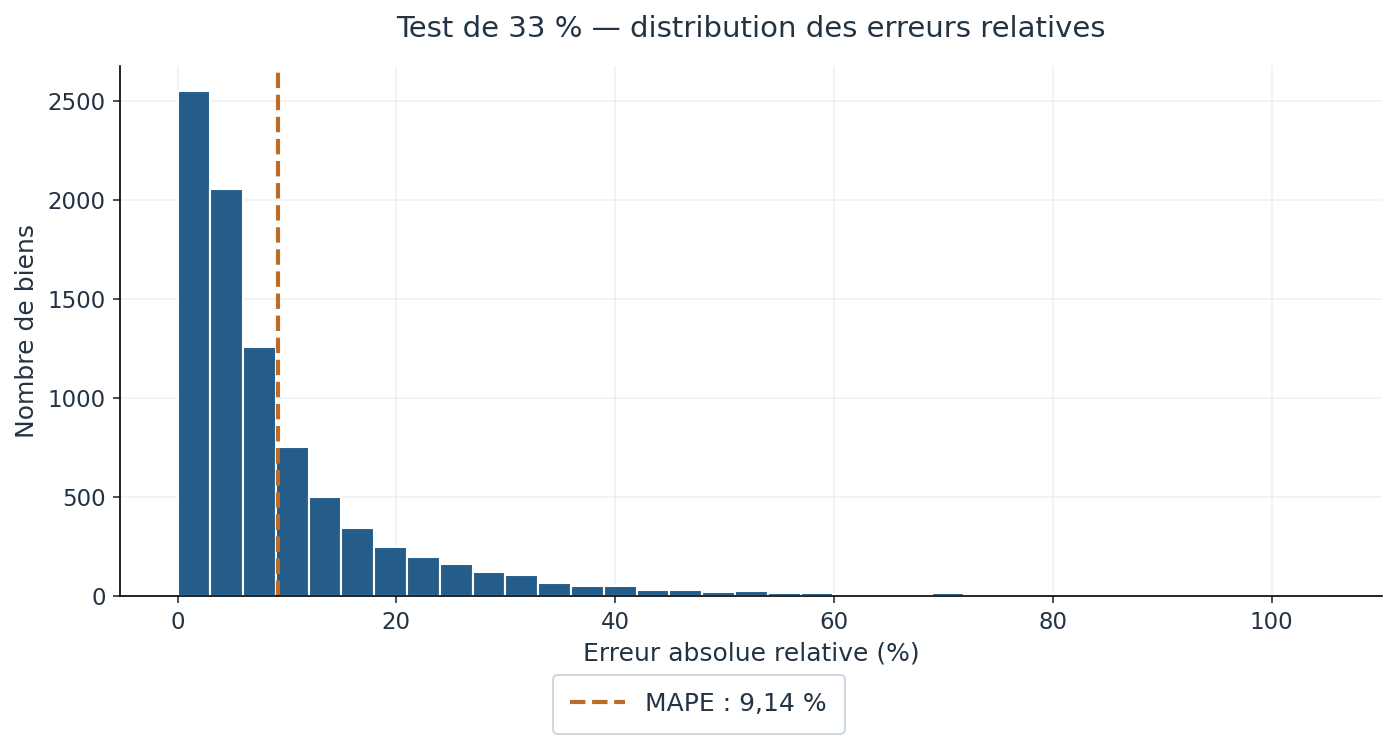 Test de 33 % — distribution des erreurs relatives
Nombre de biens
2500
2000
1500
1000
500
0
0 20 40 60 80 100
Erreur absolue relative (%)
MAPE : 9,14 %